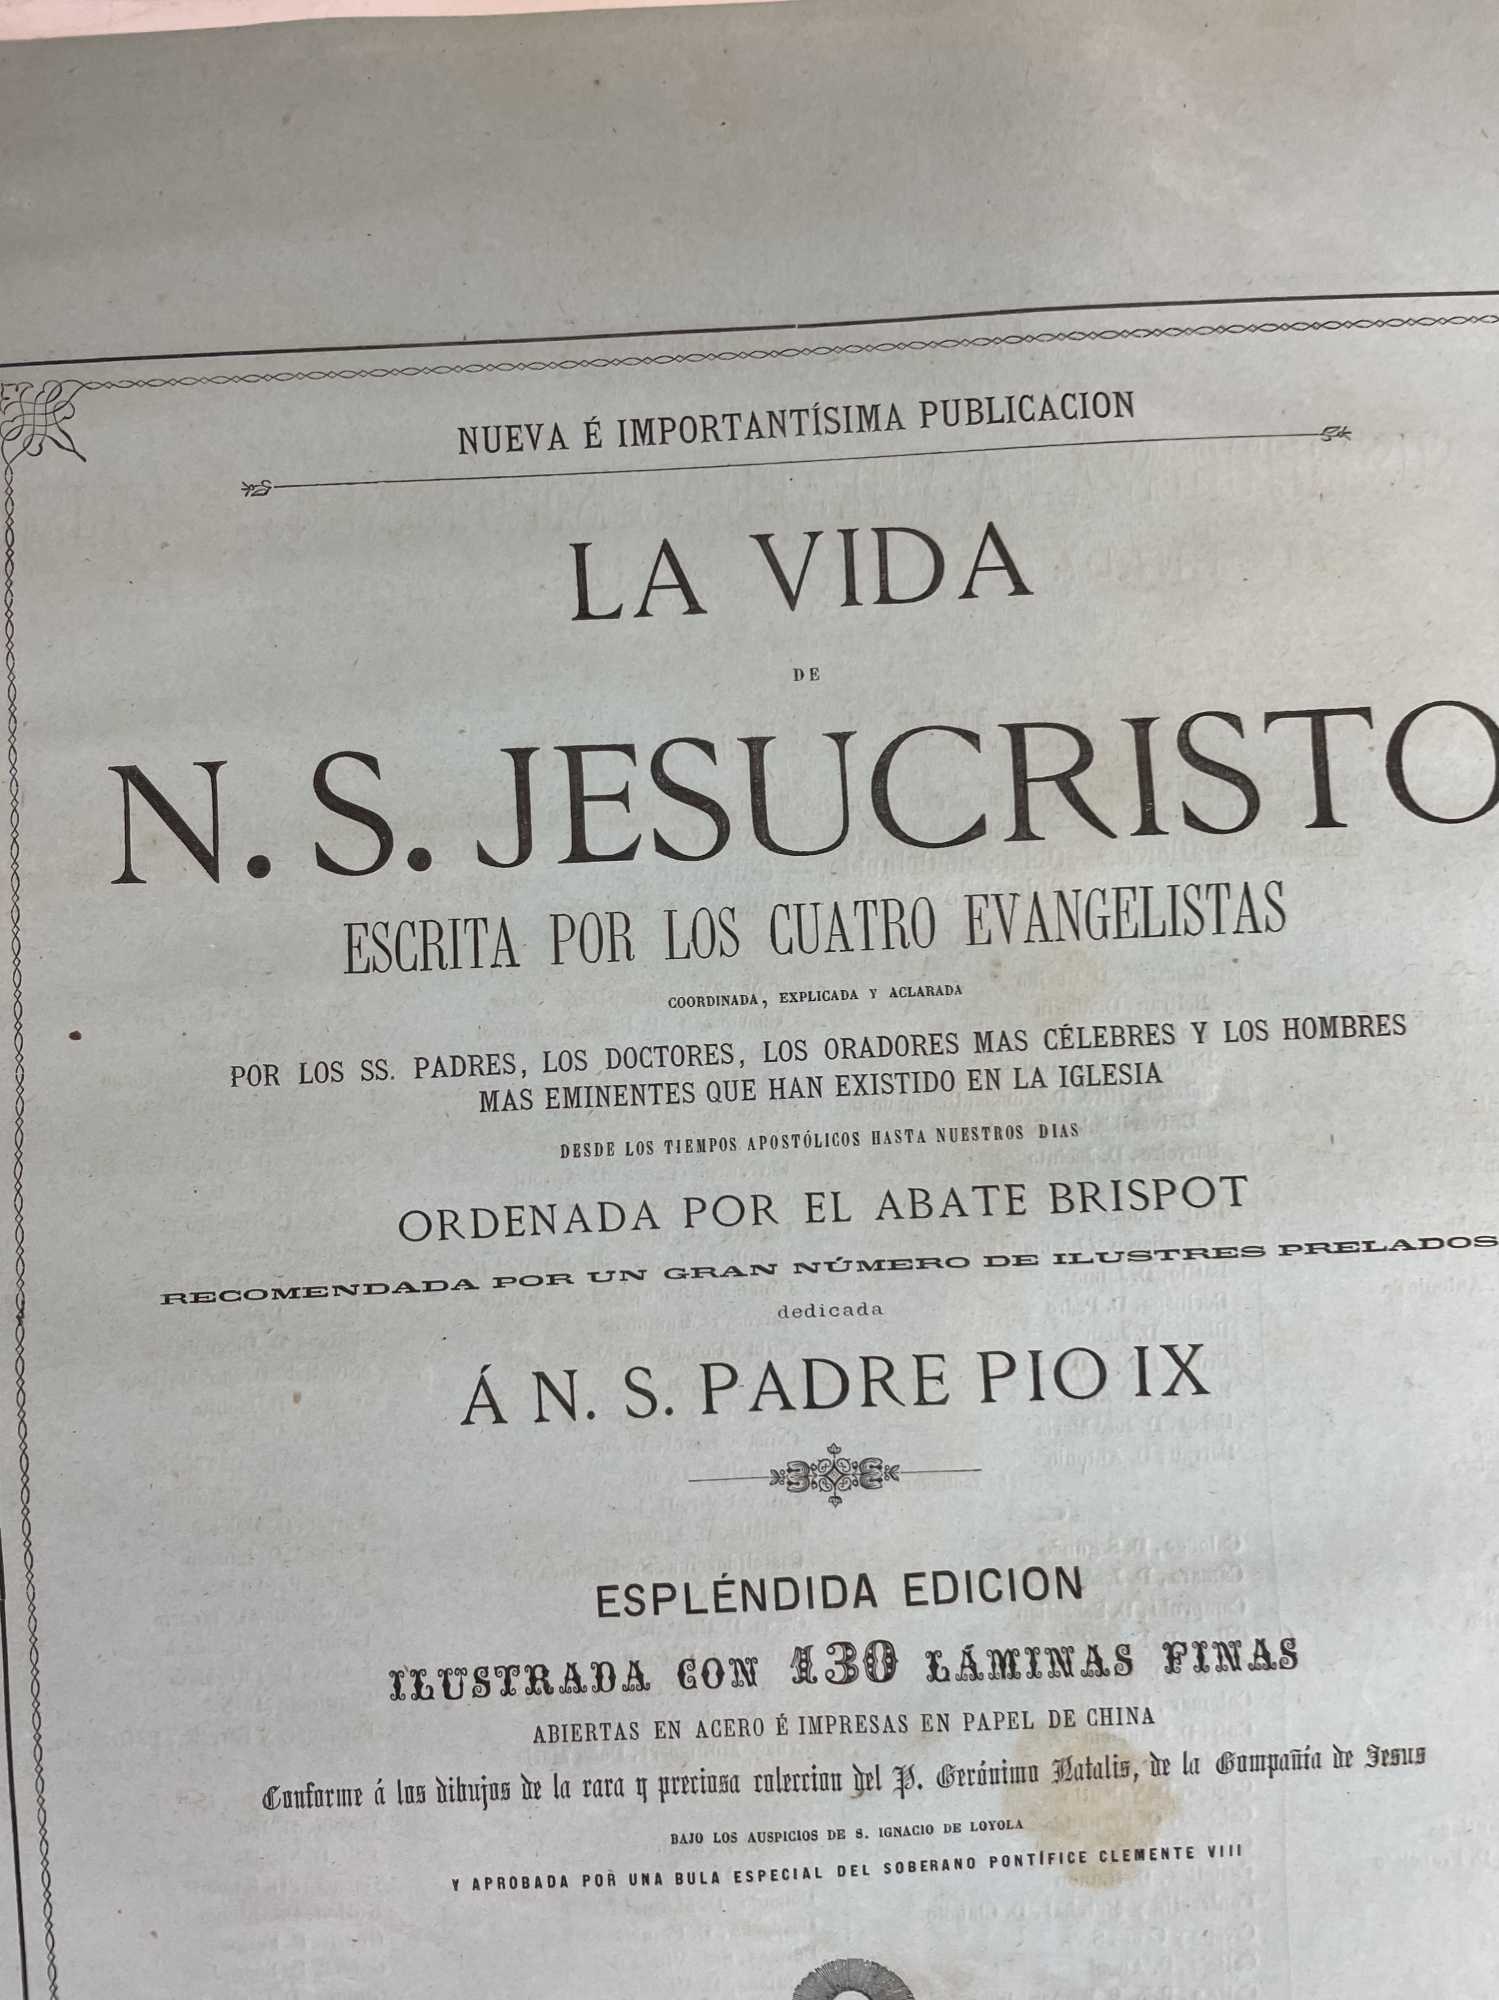 NUEVA É IMPORTANTÍSIMA PUBLICACION
LA VIDA
DE
N. S. JESUCRISTO
ESCRITA POR LOS CUATRO EVANGELISTAS
COORDINADA, EXPLICADA Y ACLARADA
POR LOS SS. PADRES, LOS DOCTORES, LOS ORADORES MAS CÉLEBRES Y LOS HOMBRES
MAS EMINENTES QUE HAN EXISTIDO EN LA IGLESIA
DESDE LOS TIEMPOS APOSTÓLICOS HASTA NUESTROS DIAS
ORDENADA POR EL ABATE BRISPOT
RECOMENDADA POR UN GRAN NÚMERO DE ILUSTRES PRELADOS
dedicada
Á N. S. PADRE PIO IX
ESPLÉNDIDA EDICION
ILUSTRADA CON 130 LÁMINAS FINAS
ABIERTAS EN ACERO É IMPRESAS EN PAPEL DE CHINA
Conforme á los dibujos de la rara y preciosa coleccion del P. Gerónimo Natalis, de la Compañía de Jesus
BAJO LOS AUSPICIOS DE S. IGNACIO DE LOYOLA
Y APROBADA POR UNA BULA ESPECIAL DEL SOBERANO PONTÍFICE CLEMENTE VIII